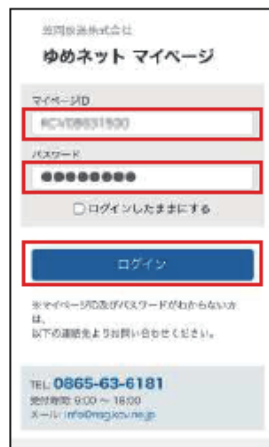 笠岡放送株式会社
ゆめネット マイページ
マイページID
KCV08631900
パスワード
●●●●●●●●
ログインしたままにする
ログイン
※マイページID及びパスワードがわからない方は、
以下の連絡先よりお問い合わせください。
TEL: 0865-63-6181
受付時間: 9:00 ～ 18:00
メール: info@msg.kcv.ne.jp